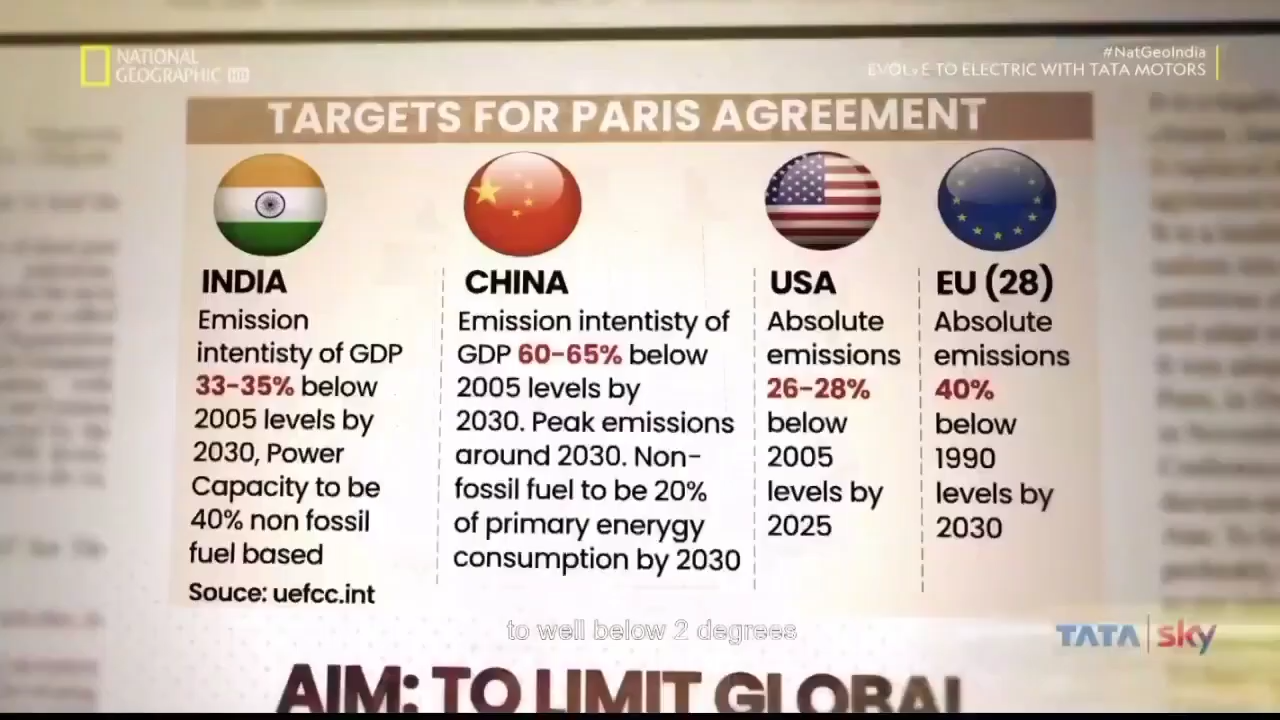 NATIONAL
GEOGRAPHIC HD
#NatGeoIndia
EVOLVE TO ELECTRIC WITH TATA MOTORS
TARGETS FOR PARIS AGREEMENT
INDIA
Emission
intentisty of GDP
33-35% below
2005 levels by
2030, Power
Capacity to be
40% non fossil
fuel based
Souce: uefcc.int
CHINA
Emission intentisty of
GDP 60-65% below
2005 levels by
2030. Peak emissions
around 2030. Non-
fossil fuel to be 20%
of primary enerygy
consumption by 2030
USA
Absolute
emissions
26-28%
below
2005
levels by
2025
EU (28)
Absolute
emissions
40%
below
1990
levels by
2030
to well below 2 degrees
TATA sky
AIM: TO LIMIT GLOBAL